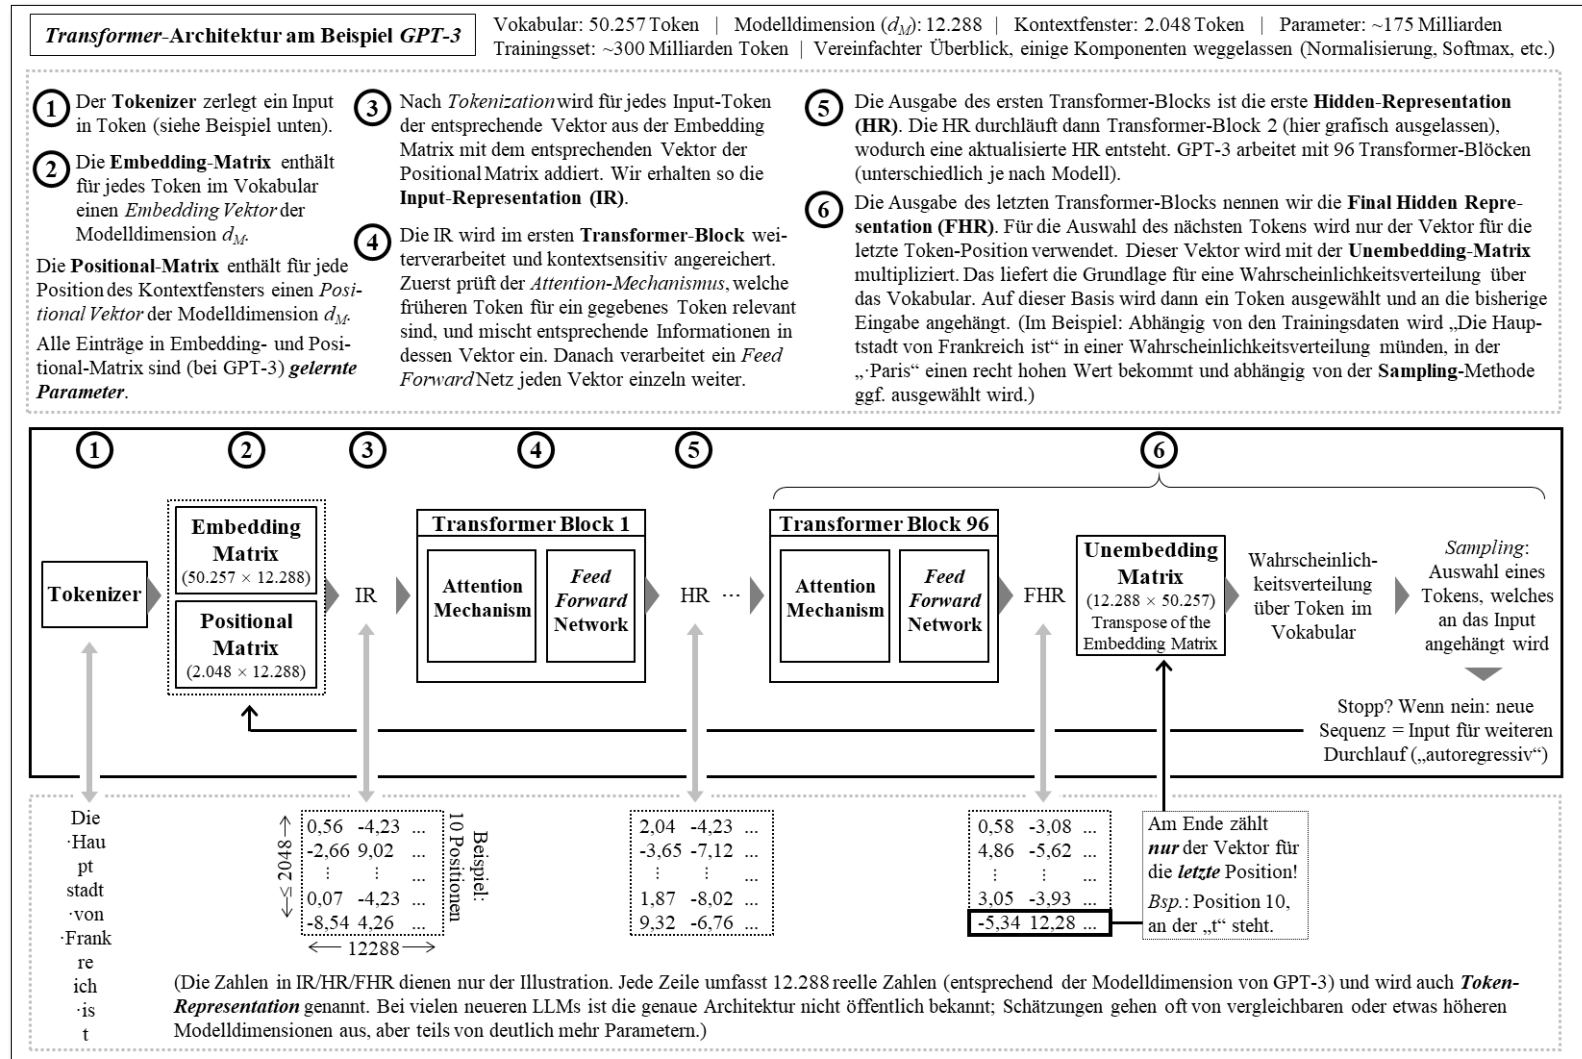 Transformer-Architektur am Beispiel GPT-3
Vokabular: 50.257 Token | Modelldimension (dM): 12.288 | Kontextfenster: 2.048 Token | Parameter: ~175 Milliarden
Trainingsset: ~300 Milliarden Token | Vereinfachter Überblick, einige Komponenten weggelassen (Normalisierung, Softmax, etc.)
1
Der Tokenizer zerlegt ein Input
in Token (siehe Beispiel unten).
2
Die Embedding-Matrix enthält
für jedes Token im Vokabular
einen Embedding Vektor der
Modelldimension dM.
Die Positional-Matrix enthält für jede
Position des Kontextfensters einen Posi-
tional Vektor der Modelldimension dM.
Alle Einträge in Embedding- und Posi-
tional-Matrix sind (bei GPT-3) gelernte
Parameter.
3
Nach Tokenization wird für jedes Input-Token
der entsprechende Vektor aus der Embedding
Matrix mit dem entsprechenden Vektor der
Positional Matrix addiert. Wir erhalten so die
Input-Representation (IR).
4
Die IR wird im ersten Transformer-Block wei-
terverarbeitet und kontextsensitiv angereichert.
Zuerst prüft der Attention-Mechanismus, welche
früheren Token für ein gegebenes Token relevant
sind, und mischt entsprechende Informationen in
dessen Vektor ein. Danach verarbeitet ein Feed
Forward Netz jeden Vektor einzeln weiter.
5
Die Ausgabe des ersten Transformer-Blocks ist die erste Hidden-Representation
(HR). Die HR durchläuft dann Transformer-Block 2 (hier grafisch ausgelassen),
wodurch eine aktualisierte HR entsteht. GPT-3 arbeitet mit 96 Transformer-Blöcken
(unterschiedlich je nach Modell).
6
Die Ausgabe des letzten Transformer-Blocks nennen wir die Final Hidden Repre-
sentation (FHR). Für die Auswahl des nächsten Tokens wird nur der Vektor für die
letzte Token-Position verwendet. Dieser Vektor wird mit der Unembedding-Matrix
multipliziert. Das liefert die Grundlage für eine Wahrscheinlichkeitsverteilung über
das Vokabular. Auf dieser Basis wird dann ein Token ausgewählt und an die bisherige
Eingabe angehängt. (Im Beispiel: Abhängig von den Trainingsdaten wird „Die Haup-
tstadt von Frankreich ist“ in einer Wahrscheinlichkeitsverteilung münden, in der
„·Paris“ einen recht hohen Wert bekommt und abhängig von der Sampling-Methode
ggf. ausgewählt wird.)
1
2
3
4
5
6
Tokenizer
Embedding
Matrix
(50.257 × 12.288)
Positional
Matrix
(2.048 × 12.288)
IR
Transformer Block 1
Attention
Mechanism
Feed
Forward
Network
HR ...
Transformer Block 96
Attention
Mechanism
Feed
Forward
Network
FHR
Unembedding
Matrix
(12.288 × 50.257)
Transpose of the
Embedding Matrix
Wahrscheinlich-
keitsverteilung
über Token im
Vokabular
Sampling:
Auswahl eines
Tokens, welches
an das Input
angehängt wird
Stopp? Wenn nein: neue
Sequenz = Input für weiteren
Durchlauf („autoregressiv“)
Die
·Hau
pt
stadt
·von
·Frank
re
ich
·is
t
≤ 2048
0,56 -4,23 ...
-2,66 9,02 ...
⋮ ⋮ ...
0,07 -4,23 ...
-8,54 4,26 ...
12288
Beispiel:
10 Positionen
2,04 -4,23 ...
-3,65 -7,12 ...
⋮ ⋮ ...
1,87 -8,02 ...
9,32 -6,76 ...
0,58 -3,08 ...
4,86 -5,62 ...
⋮ ⋮ ...
3,05 -3,93 ...
-5,34 12,28 ...
Am Ende zählt
nur der Vektor für
die letzte Position!
Bsp.: Position 10,
an der „t“ steht.
(Die Zahlen in IR/HR/FHR dienen nur der Illustration. Jede Zeile umfasst 12.288 reelle Zahlen (entsprechend der Modelldimension von GPT-3) und wird auch Token-
Representation genannt. Bei vielen neueren LLMs ist die genaue Architektur nicht öffentlich bekannt; Schätzungen gehen oft von vergleichbaren oder etwas höheren
Modelldimensionen aus, aber teils von deutlich mehr Parametern.)